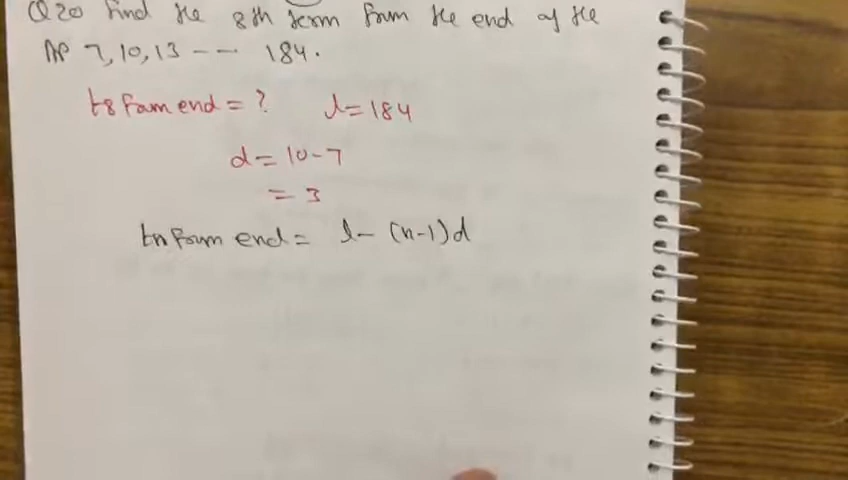 Q20 Find the 8th term from the end of the
AP 7, 10, 13 -- -- 184.
t8 from end = ? l = 184
d = 10-7
= 3
tn from end = l - (n-1)d